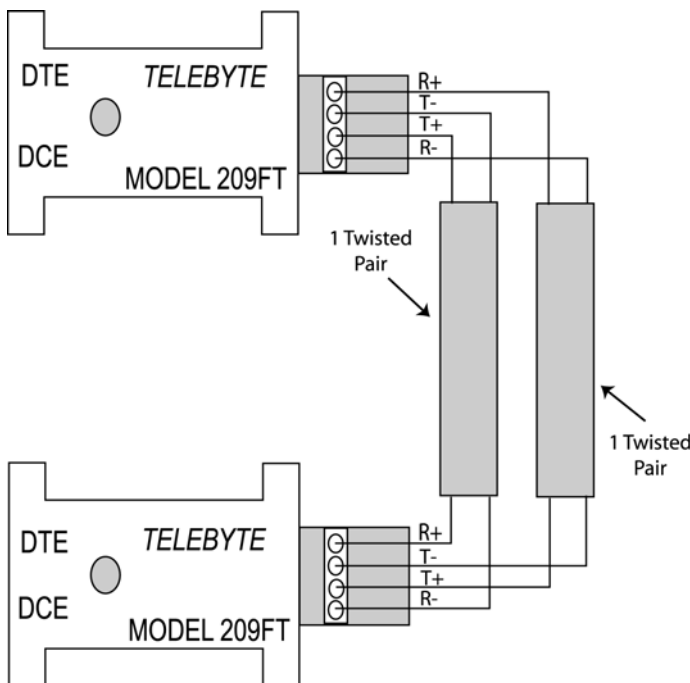 DTE
TELEBYTE
DCE
MODEL 209FT
R+
T-
T+
R-
1 Twisted
Pair
1 Twisted
Pair
DTE
TELEBYTE
DCE
MODEL 209FT
R+
T-
T+
R-